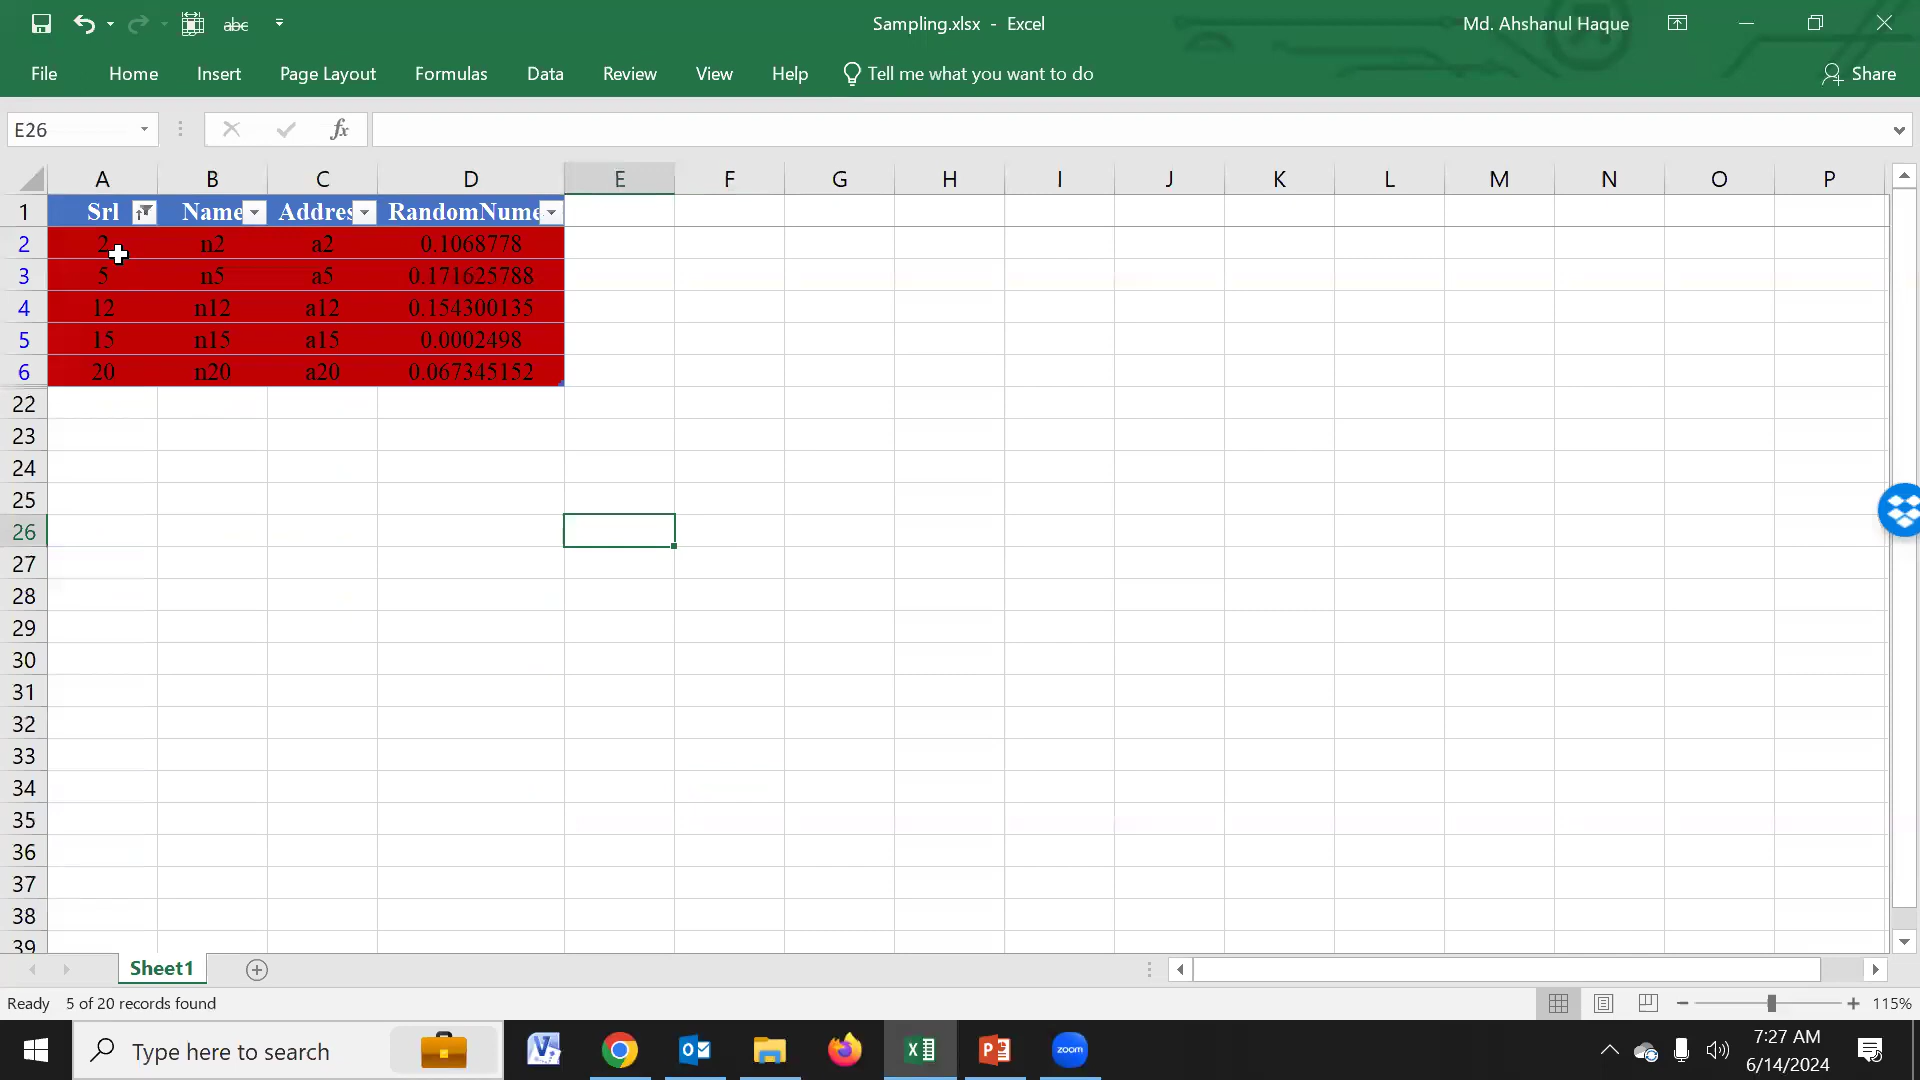 Sampling.xlsx - Excel
Md. Ahshanul Haque
File Home Insert Page Layout Formulas Data Review View Help Tell me what you want to do Share
E26 fx
A B C D E F G H I J K L M N O P
1 Srl Name Addres RandomNume
2 2 n2 a2 0.1068778
3 5 n5 a5 0.171625788
4 12 n12 a12 0.154300135
5 15 n15 a15 0.0002498
6 20 n20 a20 0.067345152
22
23
24
25
26
27
28
29
30
31
32
33
34
35
36
37
38
39
Sheet1
Ready 5 of 20 records found 115%
Type here to search zoom 7:27 AM
6/14/2024